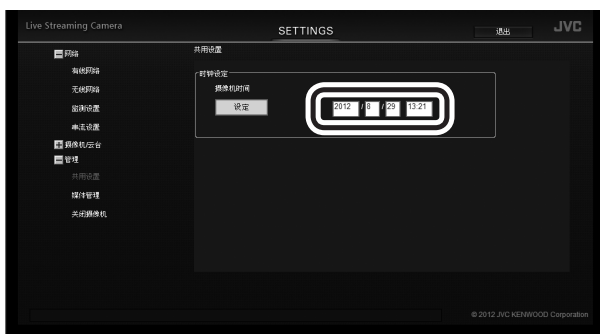 Live Streaming Camera
SETTINGS
退出
JVC
网络
有线网络
无线网络
监测设置
串流设置
摄像机/云台
管理
共用设置
媒体管理
关闭摄像机
共用设置
时钟设定
摄像机时间
设定
2012 / 8 / 29 13:21
© 2012 JVC KENWOOD Corporation